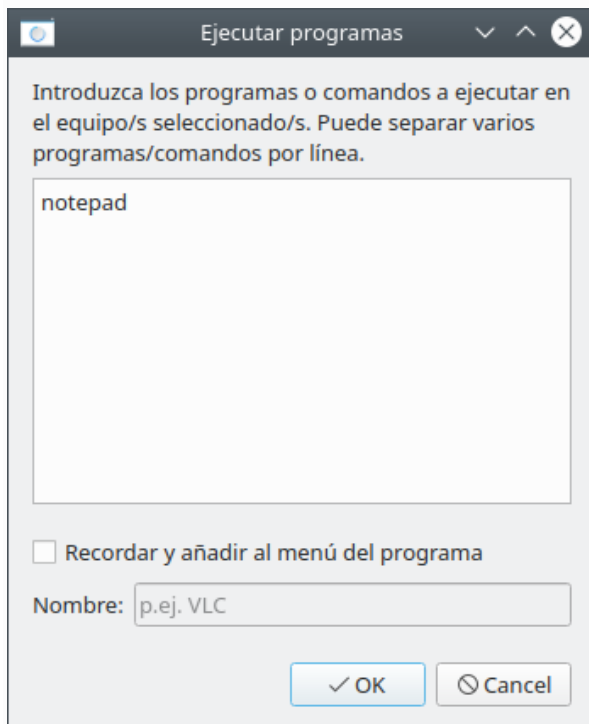 Ejecutar programas
Introduzca los programas o comandos a ejecutar en
el equipo/s seleccionado/s. Puede separar varios
programas/comandos por línea.
notepad
Recordar y añadir al menú del programa
Nombre: p.ej. VLC
OK Cancel